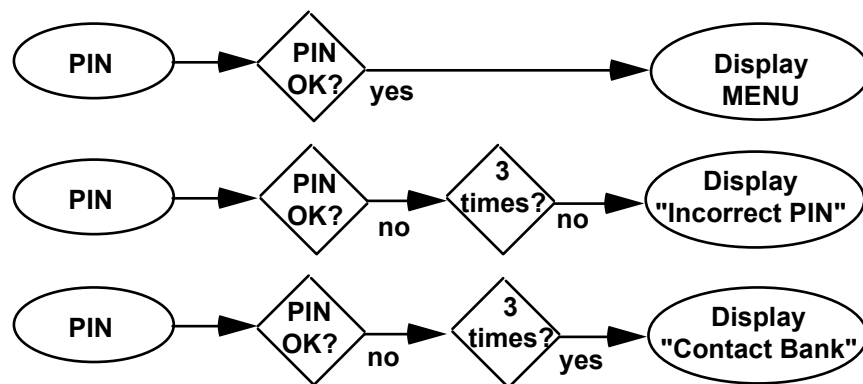 PIN
PIN
OK?
yes
Display
MENU
PIN
PIN
OK?
no
3
times?
no
Display
"Incorrect PIN"
PIN
PIN
OK?
no
3
times?
yes
Display
"Contact Bank"